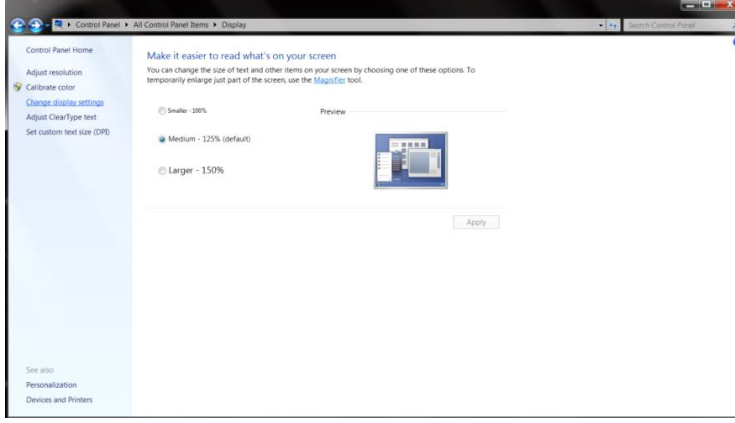 Control Panel ▸ All Control Panel Items ▸ Display
Search Control Panel
Control Panel Home
Adjust resolution
Calibrate color
Change display settings
Adjust ClearType text
Set custom text size (DPI)
Make it easier to read what's on your screen
You can change the size of text and other items on your screen by choosing one of these options. To
temporarily enlarge just part of the screen, use the Magnifier tool.
Smaller - 100%
Preview
Medium - 125% (default)
Larger - 150%
Apply
See also
Personalization
Devices and Printers